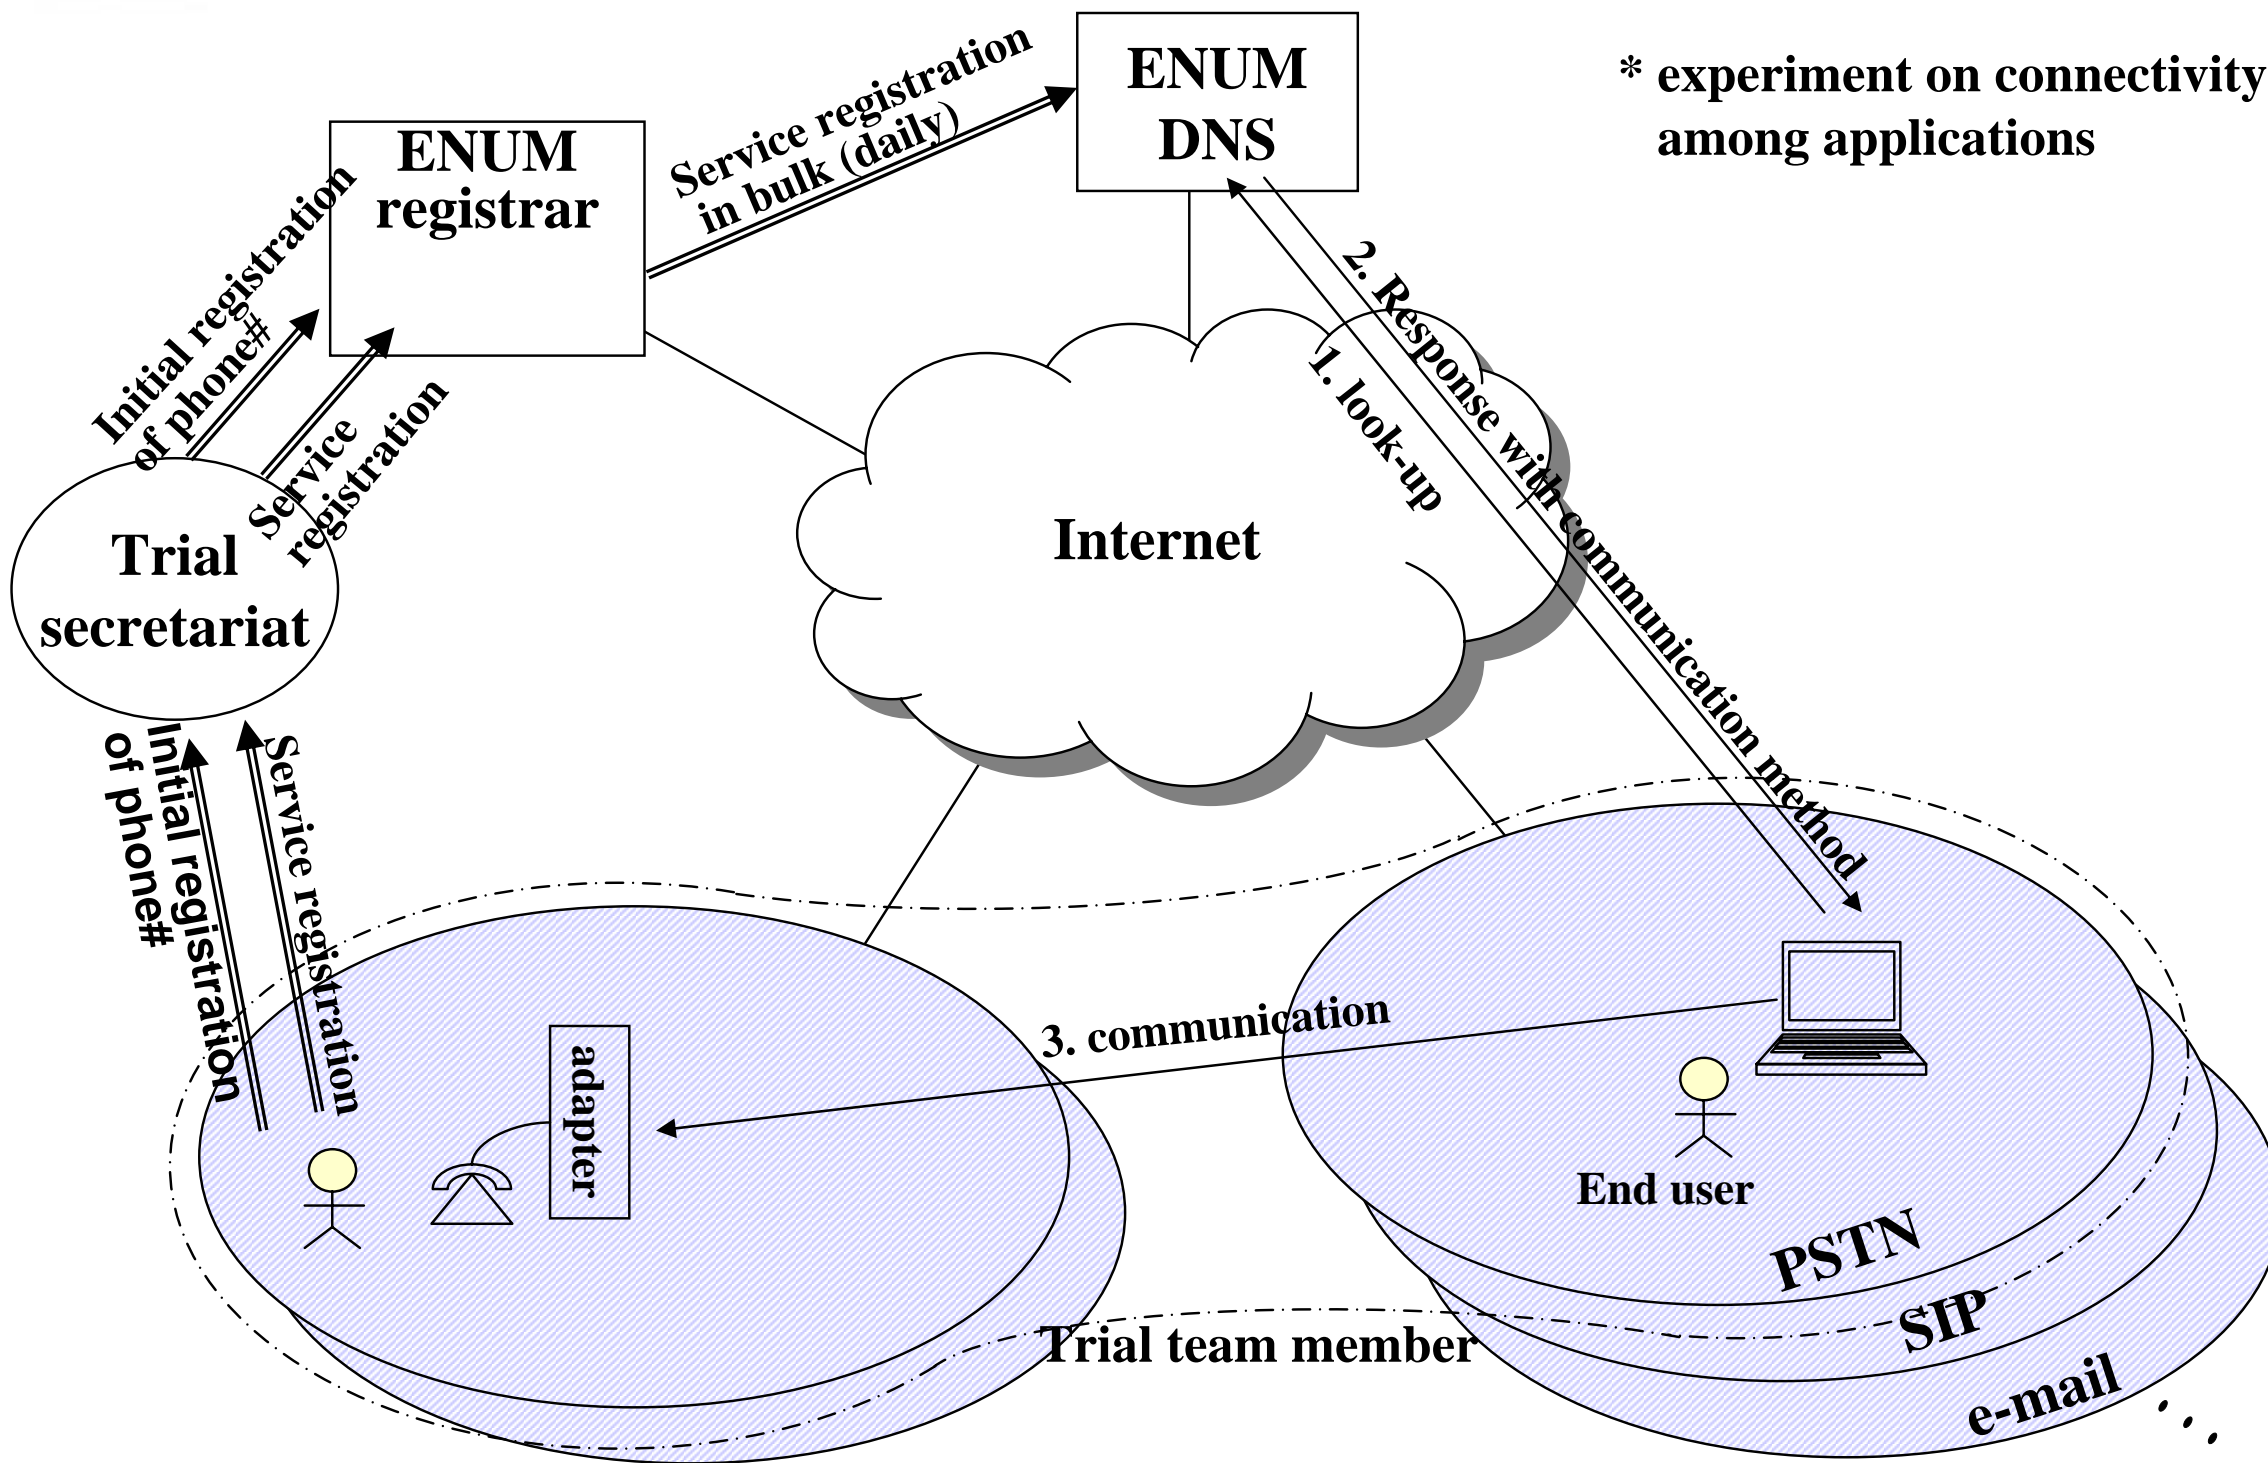 ENUM
DNS
* experiment on connectivity
among applications
Service registration
in bulk (daily)
ENUM
registrar
Initial registration
of phone#
Service
registration
2. Response with communication method
1. look-up
Internet
Trial
secretariat
Initial registration
of phone#
Service registration
3. communication
adapter
End user
PSTN
SIP
e-mail
Trial team member
. . .